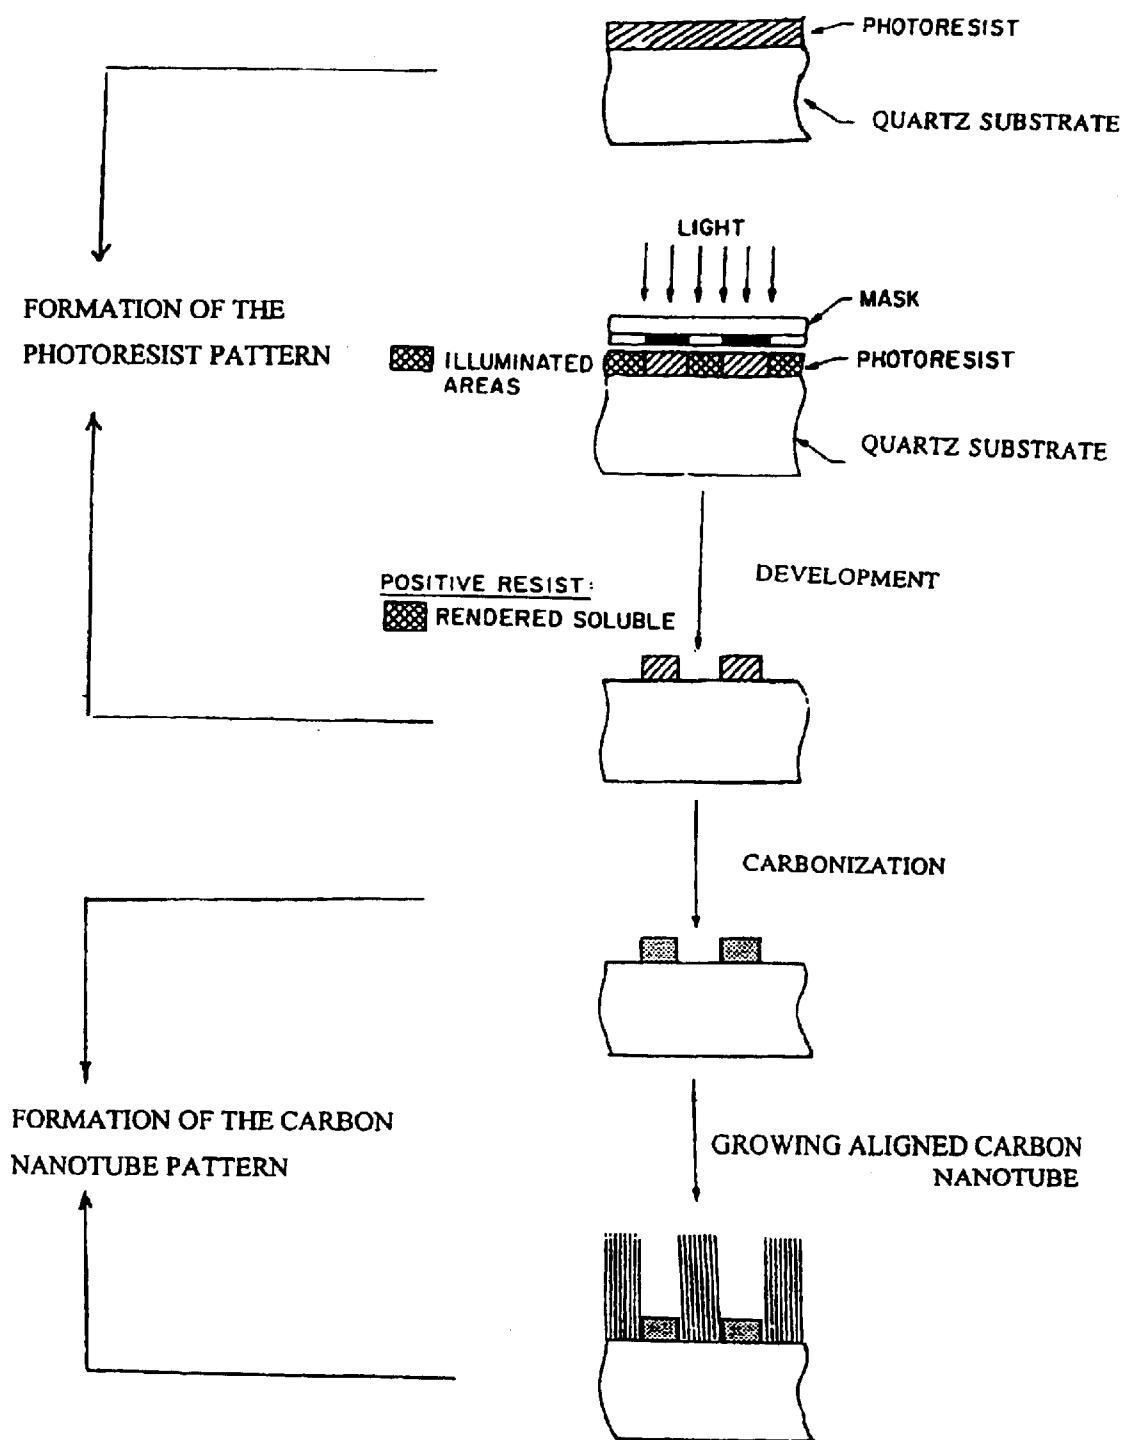 PHOTORESIST
QUARTZ SUBSTRATE
LIGHT
MASK
FORMATION OF THE
PHOTORESIST PATTERN
ILLUMINATED
AREAS
PHOTORESIST
QUARTZ SUBSTRATE
DEVELOPMENT
POSITIVE RESIST:
RENDERED SOLUBLE
CARBONIZATION
FORMATION OF THE CARBON
NANOTUBE PATTERN
GROWING ALIGNED CARBON
NANOTUBE